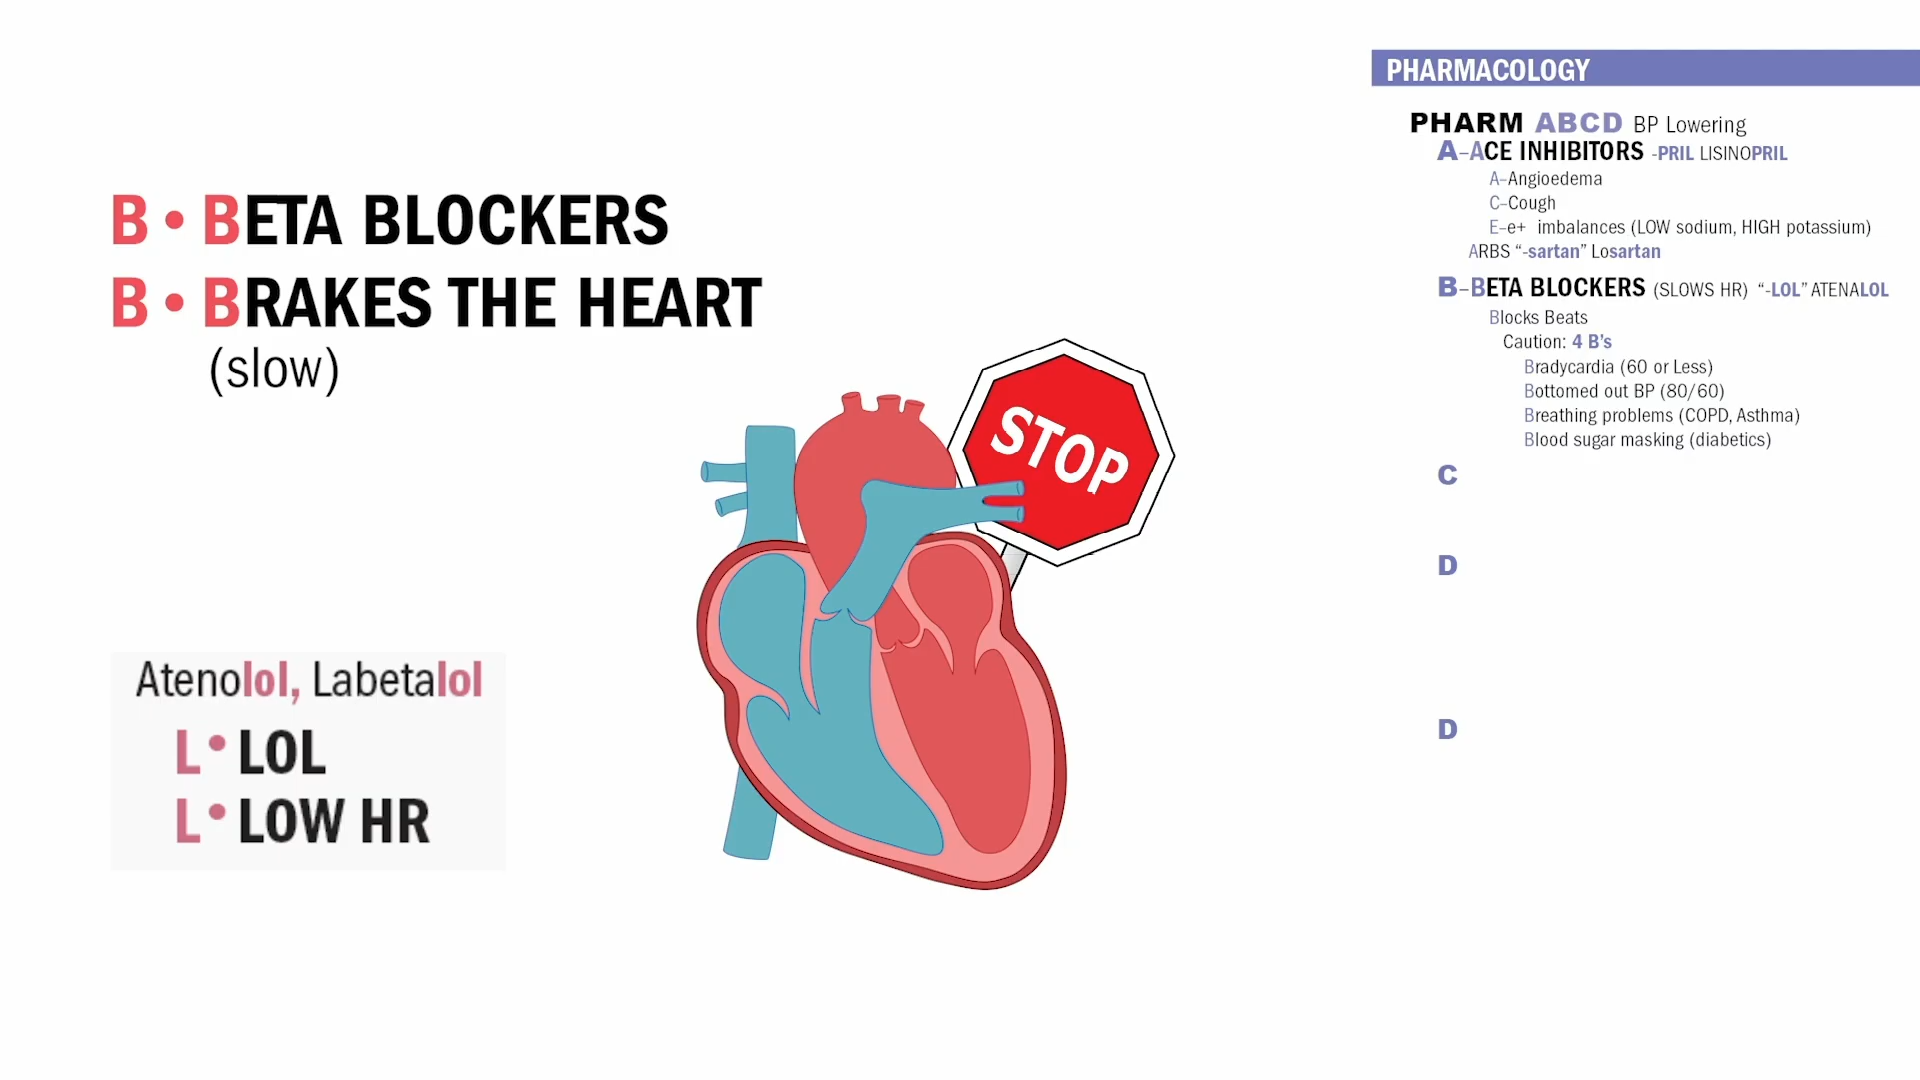 B • BETA BLOCKERS
B • BRAKES THE HEART
(slow)
STOP
Atenolol, Labetalol
L • LOL
L • LOW HR
PHARMACOLOGY
PHARM ABCD BP Lowering
A–ACE INHIBITORS -PRIL LISINOPRIL
A–Angioedema
C–Cough
E–e+ imbalances (LOW sodium, HIGH potassium)
ARBS “-sartan” Losartan
B–BETA BLOCKERS (SLOWS HR) “-LOL” ATENALOL
Blocks Beats
Caution: 4 B’s
Bradycardia (60 or Less)
Bottomed out BP (80/60)
Breathing problems (COPD, Asthma)
Blood sugar masking (diabetics)
C
D
D